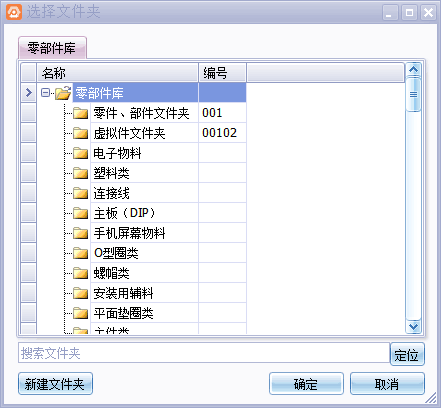 选择文件夹
零部件库
名称 编号
零部件库
零件、部件文件夹 001
虚拟件文件夹 00102
电子物料
塑料类
连接线
主板（DIP）
手机屏幕物料
O型圈类
螺帽类
安装用辅料
平面垫圈类
主件类
搜索文件夹 定位
新建文件夹 确定 取消